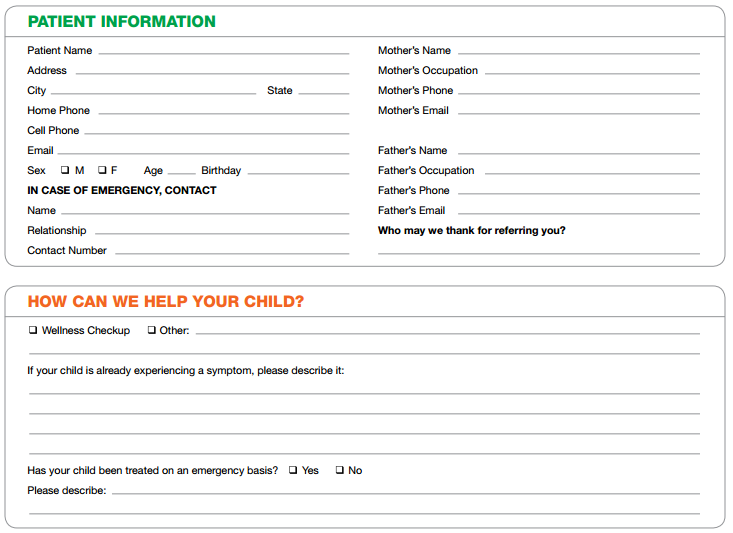 PATIENT INFORMATION
Patient Name
Address
City State
Home Phone
Cell Phone
Email
Sex M F Age Birthday
IN CASE OF EMERGENCY, CONTACT
Name
Relationship
Contact Number
Mother's Name
Mother's Occupation
Mother's Phone
Mother's Email
Father's Name
Father's Occupation
Father's Phone
Father's Email
Who may we thank for referring you?
HOW CAN WE HELP YOUR CHILD?
Wellness Checkup Other:
If your child is already experiencing a symptom, please describe it:
Has your child been treated on an emergency basis? Yes No
Please describe: